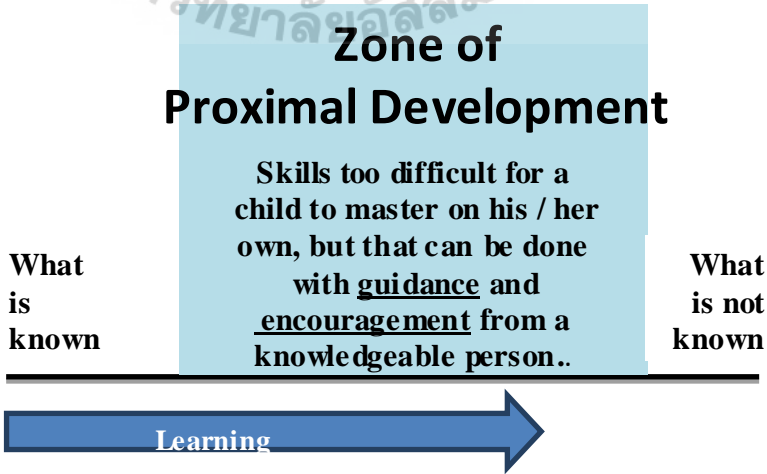 Zone of
Proximal Development
Skills too difficult for a
child to master on his / her
own, but that can be done
with guidance and
encouragement from a
knowledgeable person..
What
is
known
What
is not
known
Learning